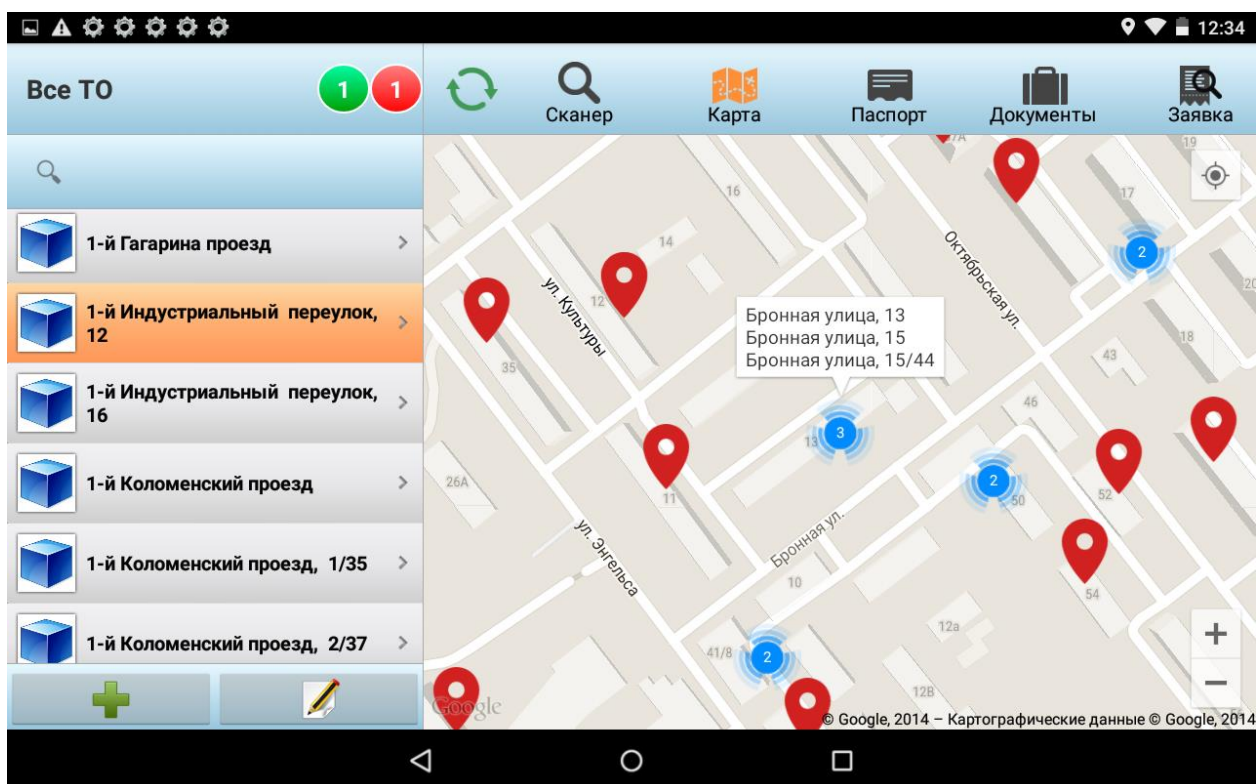 12:34
Все ТО
1
1
Сканер
Карта
Паспорт
Документы
Заявка
1-й Гагарина проезд
1-й Индустриальный переулок,
12
1-й Индустриальный переулок,
16
1-й Коломенский проезд
1-й Коломенский проезд, 1/35
1-й Коломенский проезд, 2/37
19
16
17
14
Октябрьская ул.
2
ул. Культуры
12
20
Бронная улица, 13
Бронная улица, 15
Бронная улица, 15/44
18
43
35
46
13
3
26А
11
2
50
52
ул. Энгельса
Бронная ул.
10
54
12а
41/8
2
12В
Google
© Google, 2014 – Картографические данные © Google, 2014